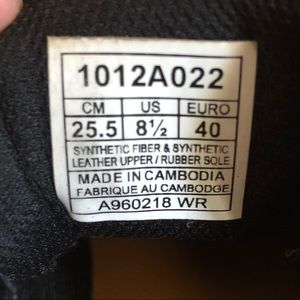 1012A022
CM US EURO
25.5 8½ 40
SYNTHETIC FIBER & SYNTHETIC
LEATHER UPPER / RUBBER SOLE
MADE IN CAMBODIA
FABRIQUE AU CAMBODGE
A960218 WR